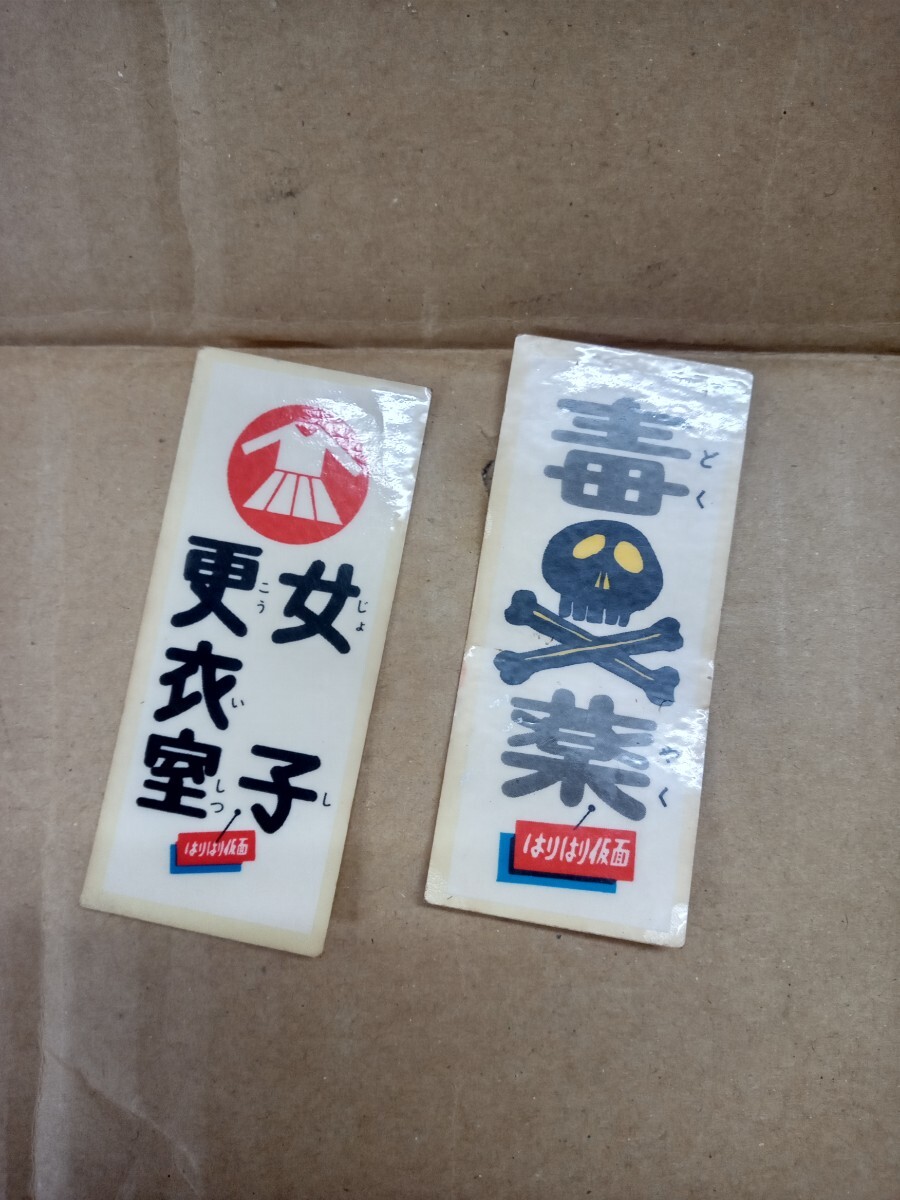 女子
じょし
更衣室
こういしつ
はりはり仮面
毒
どく
薬
やく
はりはり仮面